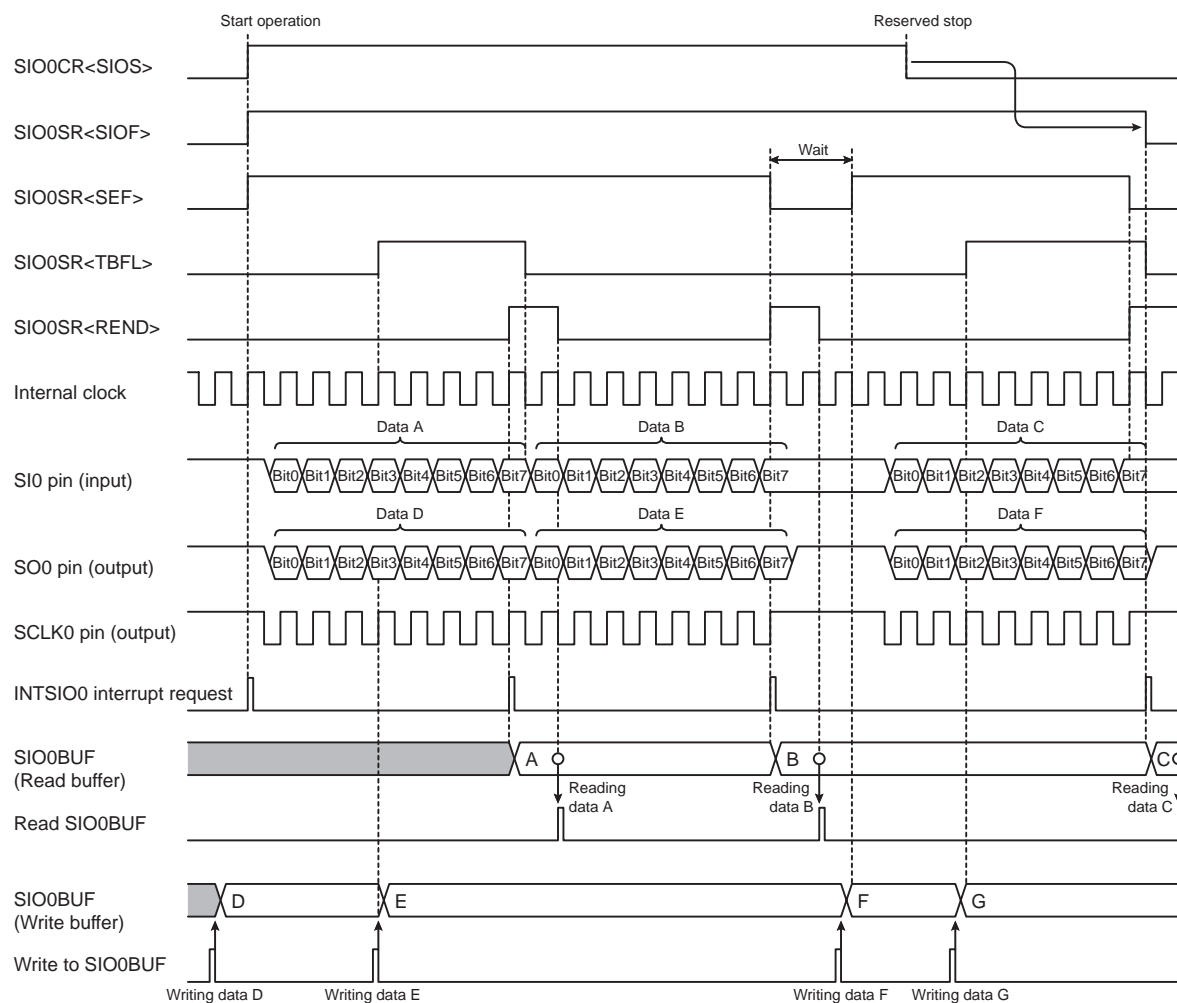 Start operation Reserved stop
SIO0CR<SIOS>
SIO0SR<SIOF>
Wait
SIO0SR<SEF>
SIO0SR<TBFL>
SIO0SR<REND>
Internal clock
Data A Data B Data C
SI0 pin (input) Bit0 Bit1 Bit2 Bit3 Bit4 Bit5 Bit6 Bit7 Bit0 Bit1 Bit2 Bit3 Bit4 Bit5 Bit6 Bit7 Bit0 Bit1 Bit2 Bit3 Bit4 Bit5 Bit6 Bit7
Data D Data E Data F
SO0 pin (output) Bit0 Bit1 Bit2 Bit3 Bit4 Bit5 Bit6 Bit7 Bit0 Bit1 Bit2 Bit3 Bit4 Bit5 Bit6 Bit7 Bit0 Bit1 Bit2 Bit3 Bit4 Bit5 Bit6 Bit7
SCLK0 pin (output)
INTSIO0 interrupt request
SIO0BUF A B C
(Read buffer)
Reading Reading Reading
data A data B data C
Read SIO0BUF
SIO0BUF D E F G
(Write buffer)
Write to SIO0BUF
Writing data D Writing data E Writing data F Writing data G